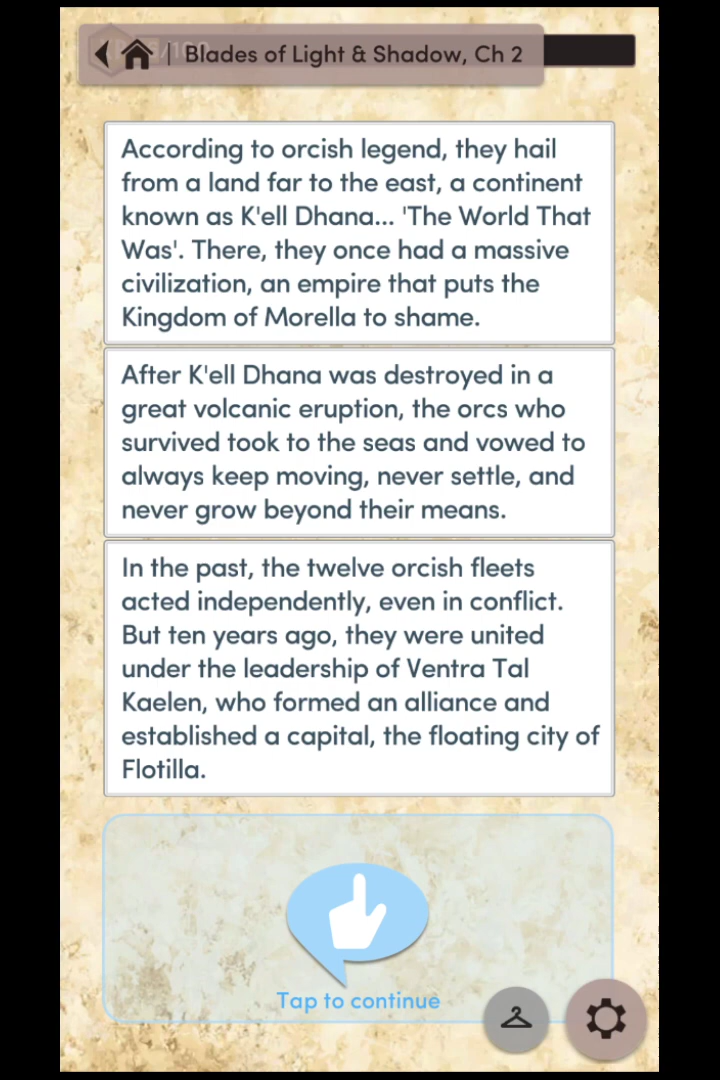 Blades of Light & Shadow, Ch 2
According to orcish legend, they hail
from a land far to the east, a continent
known as K'ell Dhana... 'The World That
Was'. There, they once had a massive
civilization, an empire that puts the
Kingdom of Morella to shame.
After K'ell Dhana was destroyed in a
great volcanic eruption, the orcs who
survived took to the seas and vowed to
always keep moving, never settle, and
never grow beyond their means.
In the past, the twelve orcish fleets
acted independently, even in conflict.
But ten years ago, they were united
under the leadership of Ventra Tal
Kaelen, who formed an alliance and
established a capital, the floating city of
Flotilla.
Tap to continue